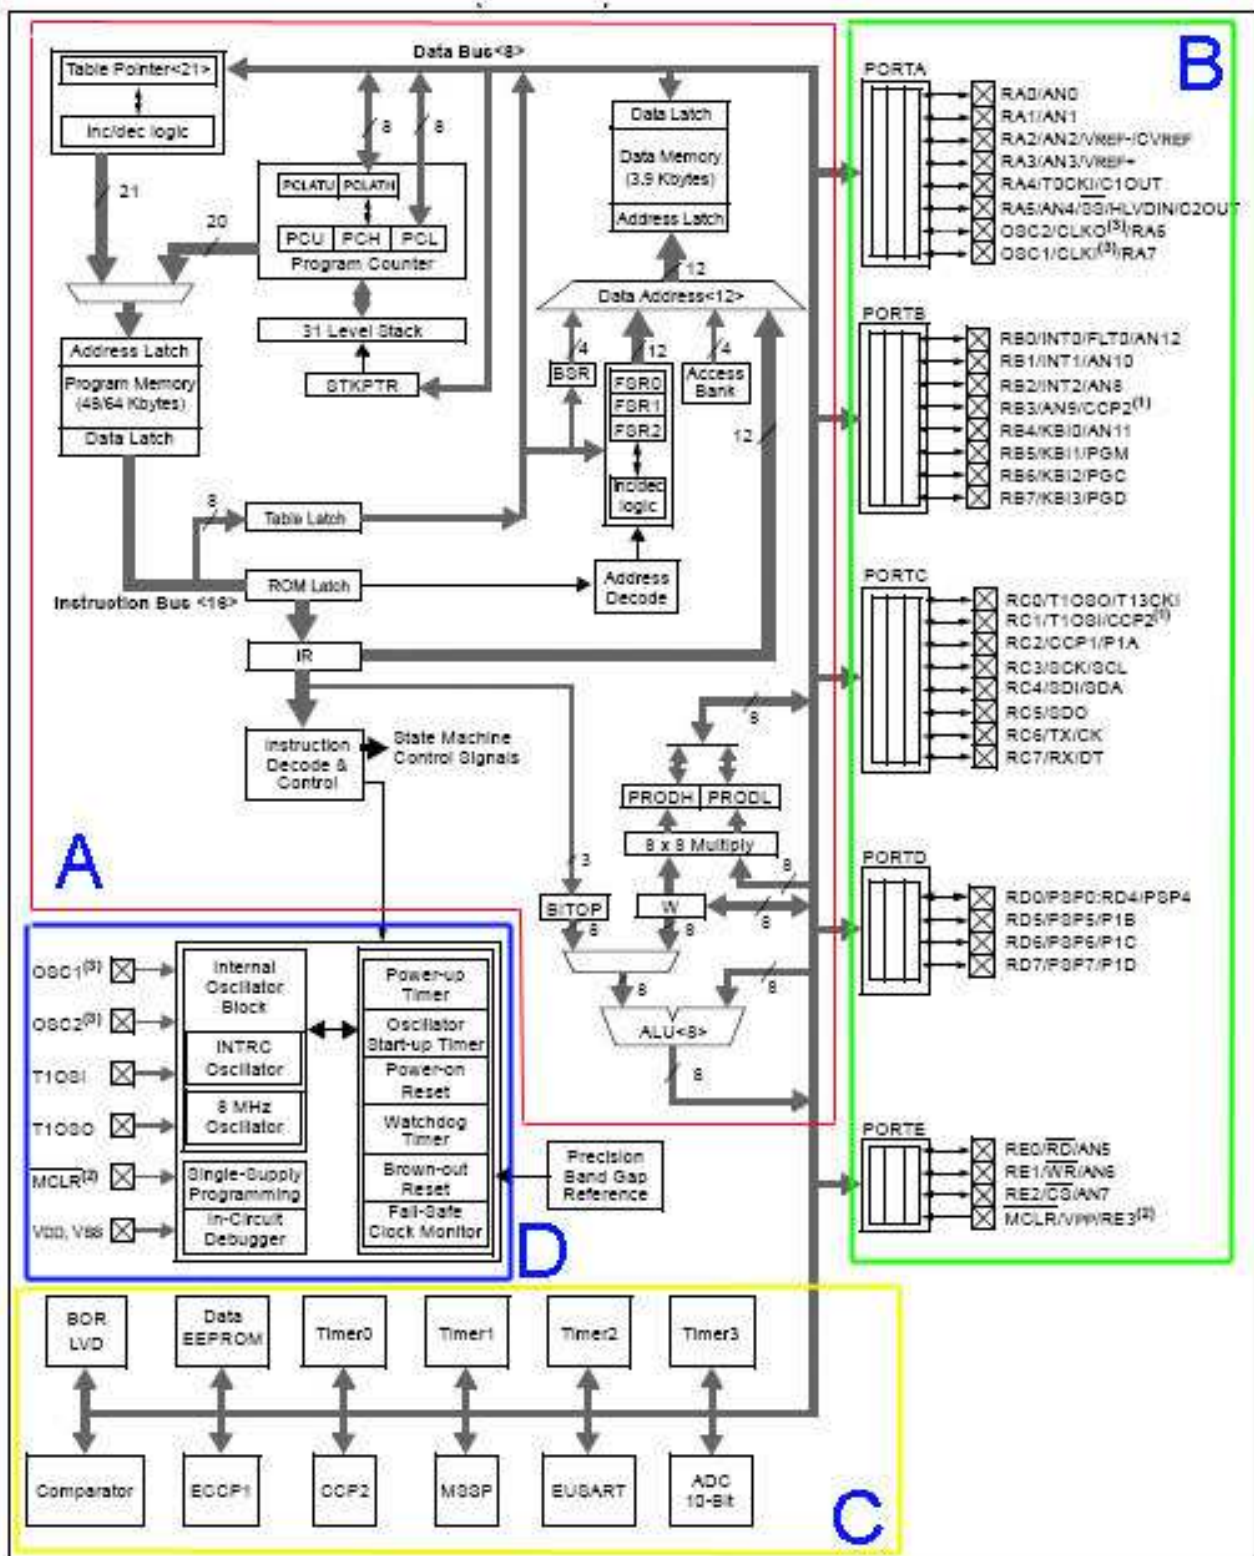 Data Bus<8>
Table Pointer<21>
inc/dec logic
21
20
8
8
PCLATU PCLATH
PCU PCH PCL
Program Counter
31 Level Stack
STKPTR
Address Latch
Program Memory
(48/64 Kbytes)
Data Latch
Data Latch
Data Memory
(3.9 Kbytes)
Address Latch
12
Data Address<12>
4
12
4
BSR
FSR0
FSR1
FSR2
inc/dec
logic
Access
Bank
12
8
Table Latch
Instruction Bus <16>
ROM Latch
Address
Decode
IR
Instruction
Decode &
Control
State Machine
Control Signals
8
PRODH PRODL
8 x 8 Multiply
3
8
BITOP
W
8
8
8
8
8
ALU<8>
8
A
OSC1(3)
OSC2(3)
T1OSI
T1OSO
MCLR(2)
VDD, VSS
Internal
Oscillator
Block
INTRC
Oscillator
8 MHz
Oscillator
Single-Supply
Programming
In-Circuit
Debugger
Power-up
Timer
Oscillator
Start-up Timer
Power-on
Reset
Watchdog
Timer
Brown-out
Reset
Fail-Safe
Clock Monitor
Precision
Band Gap
Reference
D
BOR
LVD
Data
EEPROM
Timer0
Timer1
Timer2
Timer3
Comparator
ECCP1
CCP2
MSSP
EUSART
ADC
10-Bit
C
B
PORTA
RA0/AN0
RA1/AN1
RA2/AN2/VREF-/CVREF
RA3/AN3/VREF+
RA4/T0CKI/C1OUT
RA5/AN4/SS/HLVDIN/C2OUT
OSC2/CLKO(3)/RA6
OSC1/CLKI(3)/RA7
PORTB
RB0/INT0/FLT0/AN12
RB1/INT1/AN10
RB2/INT2/AN8
RB3/AN9/CCP2(1)
RB4/KBI0/AN11
RB5/KBI1/PGM
RB6/KBI2/PGC
RB7/KBI3/PGD
PORTC
RC0/T1OSO/T13CKI
RC1/T1OSI/CCP2(1)
RC2/CCP1/P1A
RC3/SCK/SCL
RC4/SDI/SDA
RC5/SDO
RC6/TX/CK
RC7/RX/DT
PORTD
RD0/PSP0:RD4/PSP4
RD5/PSP5/P1B
RD6/PSP6/P1C
RD7/PSP7/P1D
PORTE
RE0/RD/AN5
RE1/WR/AN6
RE2/CS/AN7
MCLR/VPP/RE3(2)